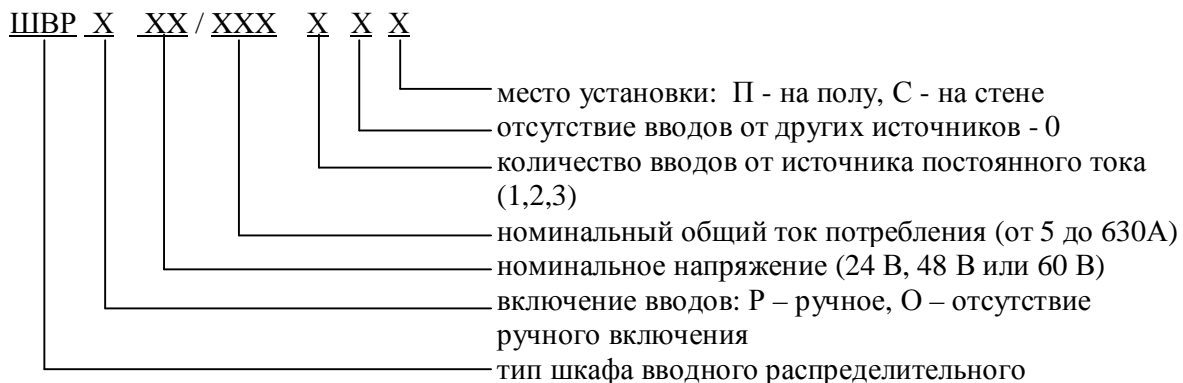 ШВР Х ХХ / ХХХ Х Х Х
место установки: П - на полу, С - на стене
отсутствие вводов от других источников - 0
количество вводов от источника постоянного тока
(1,2,3)
номинальный общий ток потребления (от 5 до 630А)
номинальное напряжение (24 В, 48 В или 60 В)
включение вводов: Р – ручное, О – отсутствие
ручного включения
тип шкафа вводного распределительного